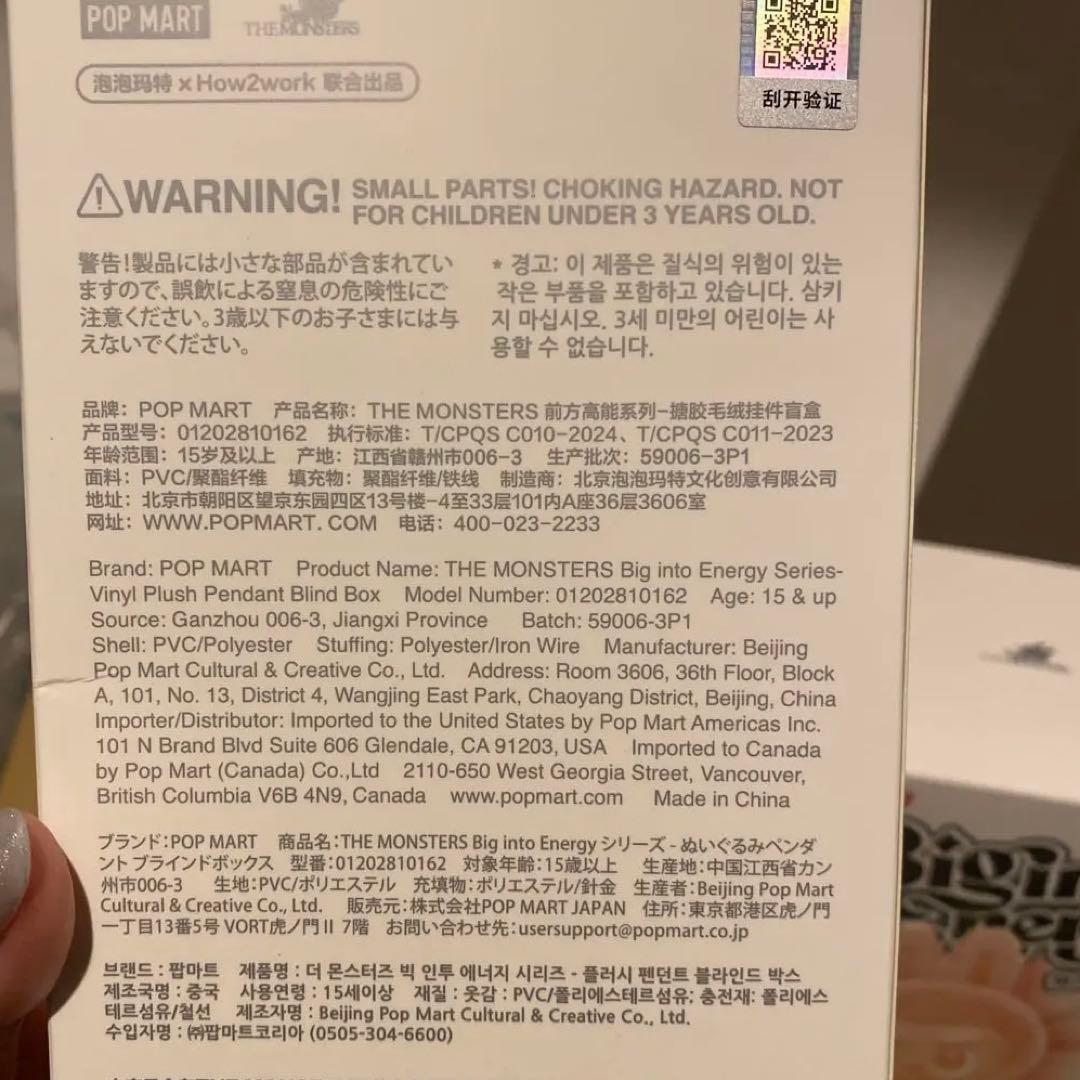 POP MART THE MONSTERS
泡泡玛特 × How2work 联合出品
刮开验证
WARNING! SMALL PARTS! CHOKING HAZARD. NOT
FOR CHILDREN UNDER 3 YEARS OLD.
警告!製品には小さな部品が含まれてい
ますので、誤飲による窒息の危険性にご
注意ください。3歳以下のお子さまには与
えないでください。
* 경고: 이 제품은 질식의 위험이 있는
작은 부품을 포함하고 있습니다. 삼키
지 마십시오. 3세 미만의 어린이는 사
용할 수 없습니다.
品牌： POP MART 产品名称： THE MONSTERS 前方高能系列-搪胶毛绒挂件盲盒
产品型号： 01202810162 执行标准： T/CPQS C010-2024、T/CPQS C011-2023
年龄范围： 15岁及以上 产地： 江西省赣州市006-3 生产批次： 59006-3P1
面料： PVC/聚酯纤维 填充物： 聚酯纤维/铁线 制造商： 北京泡泡玛特文化创意有限公司
地址： 北京市朝阳区望京东园四区13号楼-4至33层101内A座36层3606室
网址： WWW.POPMART. COM 电话： 400-023-2233
Brand: POP MART Product Name: THE MONSTERS Big into Energy Series-
Vinyl Plush Pendant Blind Box Model Number: 01202810162 Age: 15 & up
Source: Ganzhou 006-3, Jiangxi Province Batch: 59006-3P1
Shell: PVC/Polyester Stuffing: Polyester/Iron Wire Manufacturer: Beijing
Pop Mart Cultural & Creative Co., Ltd. Address: Room 3606, 36th Floor, Block
A, 101, No. 13, District 4, Wangjing East Park, Chaoyang District, Beijing, China
Importer/Distributor: Imported to the United States by Pop Mart Americas Inc.
101 N Brand Blvd Suite 606 Glendale, CA 91203, USA Imported to Canada
by Pop Mart (Canada) Co.,Ltd 2110-650 West Georgia Street, Vancouver,
British Columbia V6B 4N9, Canada www.popmart.com Made in China
ブランド:POP MART 商品名:THE MONSTERS Big into Energy シリーズ - ぬいぐるみペンダ
ント ブラインドボックス 型番:01202810162 対象年齢:15歳以上 生産地:中国江西省カン
州市006-3 生地:PVC/ポリエステル 充填物:ポリエステル/針金 生産者:Beijing Pop Mart
Cultural & Creative Co., Ltd. 販売元:株式会社POP MART JAPAN 住所:東京都港区虎ノ門
一丁目13番5号 VORT虎ノ門Ⅱ 7階 お問い合わせ先:usersupport@popmart.co.jp
브랜드 : 팝마트 제품명 : 더 몬스터즈 빅 인투 에너지 시리즈 - 플러시 펜던트 블라인드 박스
제조국명 : 중국 사용연령 : 15세이상 재질 : 옷감 : PVC/폴리에스테르섬유; 충전재: 폴리에스
테르섬유/철선 제조자명 : Beijing Pop Mart Cultural & Creative Co., Ltd.
수입자명 : ㈜팝마트코리아 (0505-304-6600)